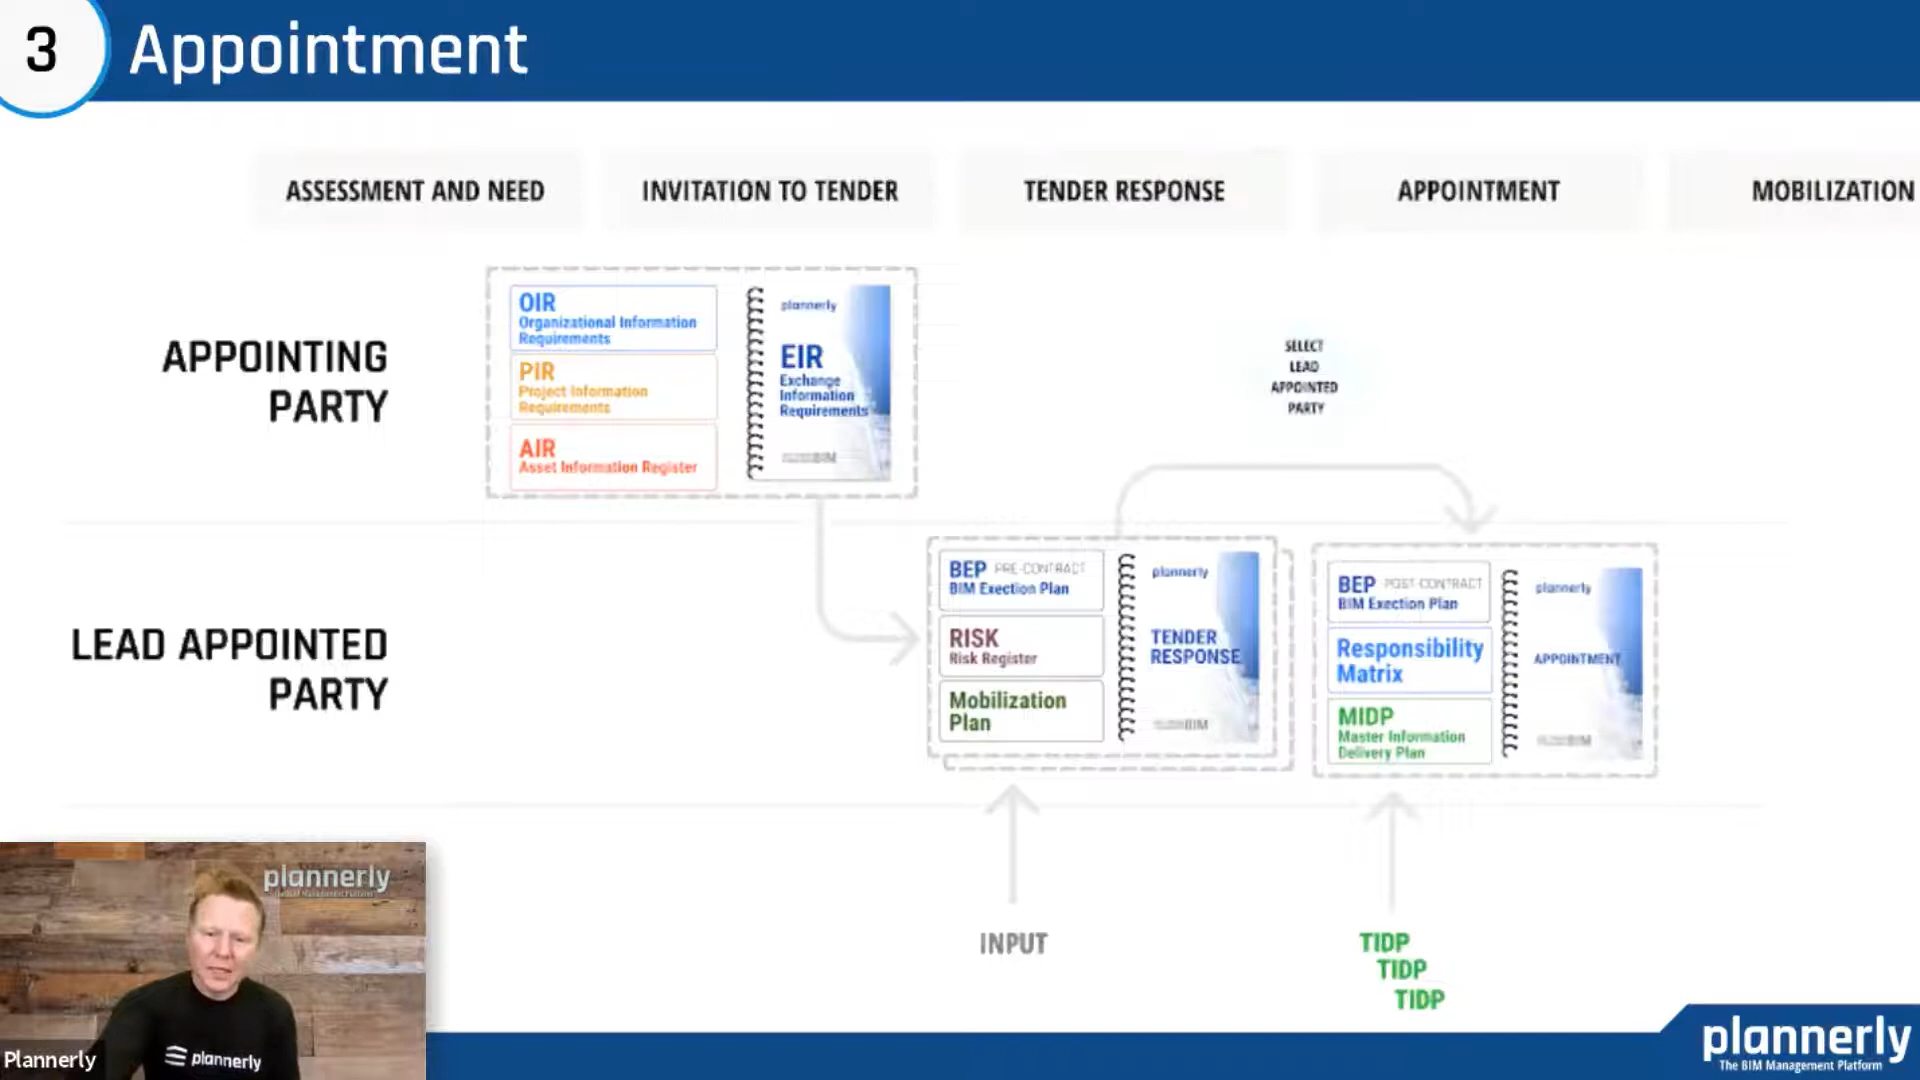 3 Appointment
ASSESSMENT AND NEED
INVITATION TO TENDER
TENDER RESPONSE
APPOINTMENT
MOBILIZATION
APPOINTING
PARTY
OIR
Organizational Information
Requirements
PIR
Project Information
Requirements
AIR
Asset Information Register
plannerly
EIR
Exchange
Information
Requirements
SELECT
LEAD
APPOINTED
PARTY
LEAD APPOINTED
PARTY
BEP PRE-CONTRACT
BIM Exection Plan
RISK
Risk Register
Mobilization
Plan
plannerly
TENDER
RESPONSE
BEP POST-CONTRACT
BIM Exection Plan
Responsibility
Matrix
MIDP
Master Information
Delivery Plan
plannerly
APPOINTMENT
INPUT
TIDP
TIDP
TIDP
plannerly
plannerly
Plannerly
plannerly
The BIM Management Platform